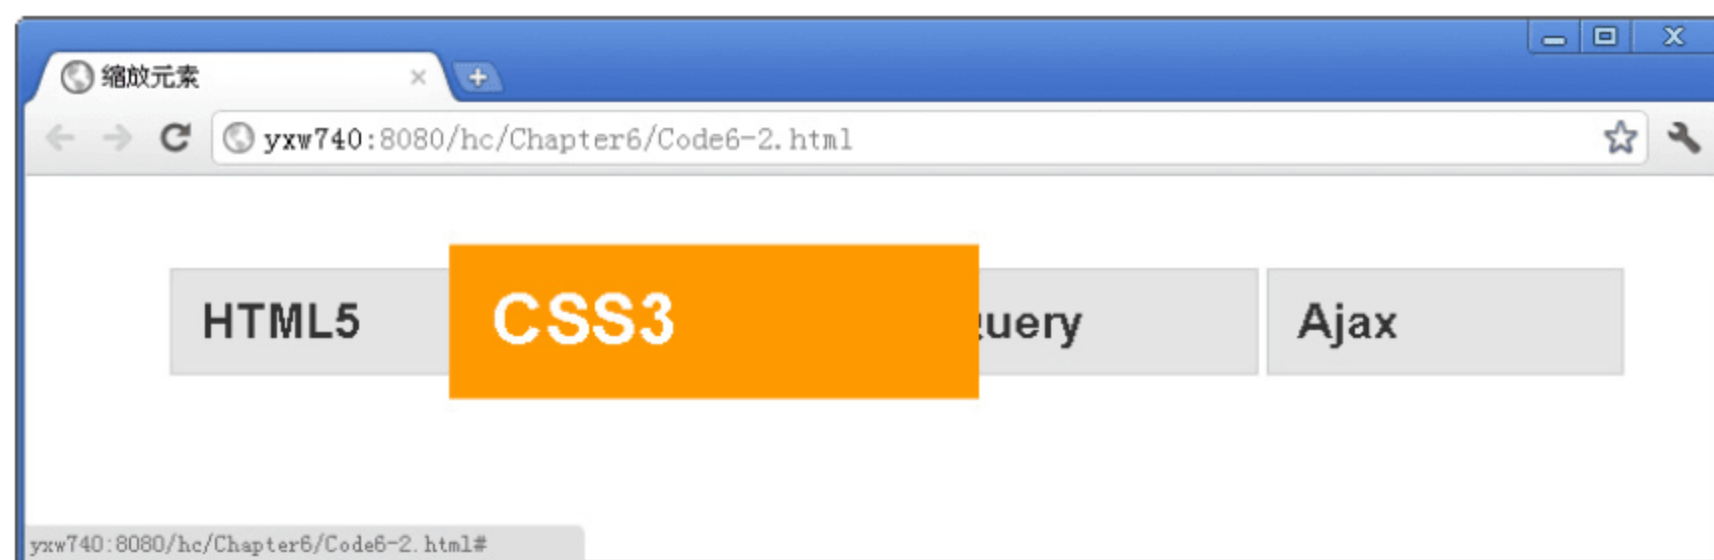 缩放元素
yxw740:8080/hc/Chapter6/Code6-2.html
HTML5 CSS3 uery Ajax
yxw740:8080/hc/Chapter6/Code6-2.html#